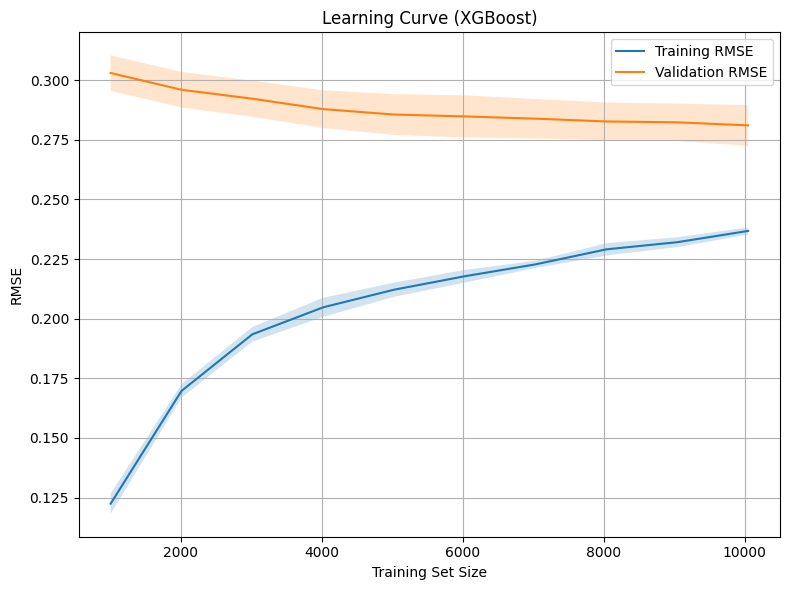 Learning Curve (XGBoost)
Training RMSE
Validation RMSE
0.300
0.275
0.250
0.225
0.200
0.175
0.150
0.125
RMSE
2000
4000
6000
8000
10000
Training Set Size